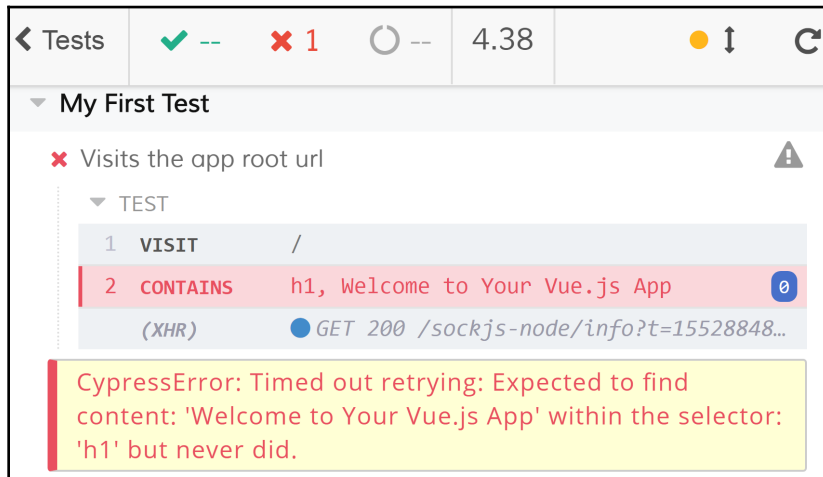 Tests -- 1 -- 4.38
My First Test
Visits the app root url
TEST
1 VISIT /
2 CONTAINS h1, Welcome to Your Vue.js App 0
(XHR) GET 200 /sockjs-node/info?t=15528848…
CypressError: Timed out retrying: Expected to find
content: 'Welcome to Your Vue.js App' within the selector:
'h1' but never did.